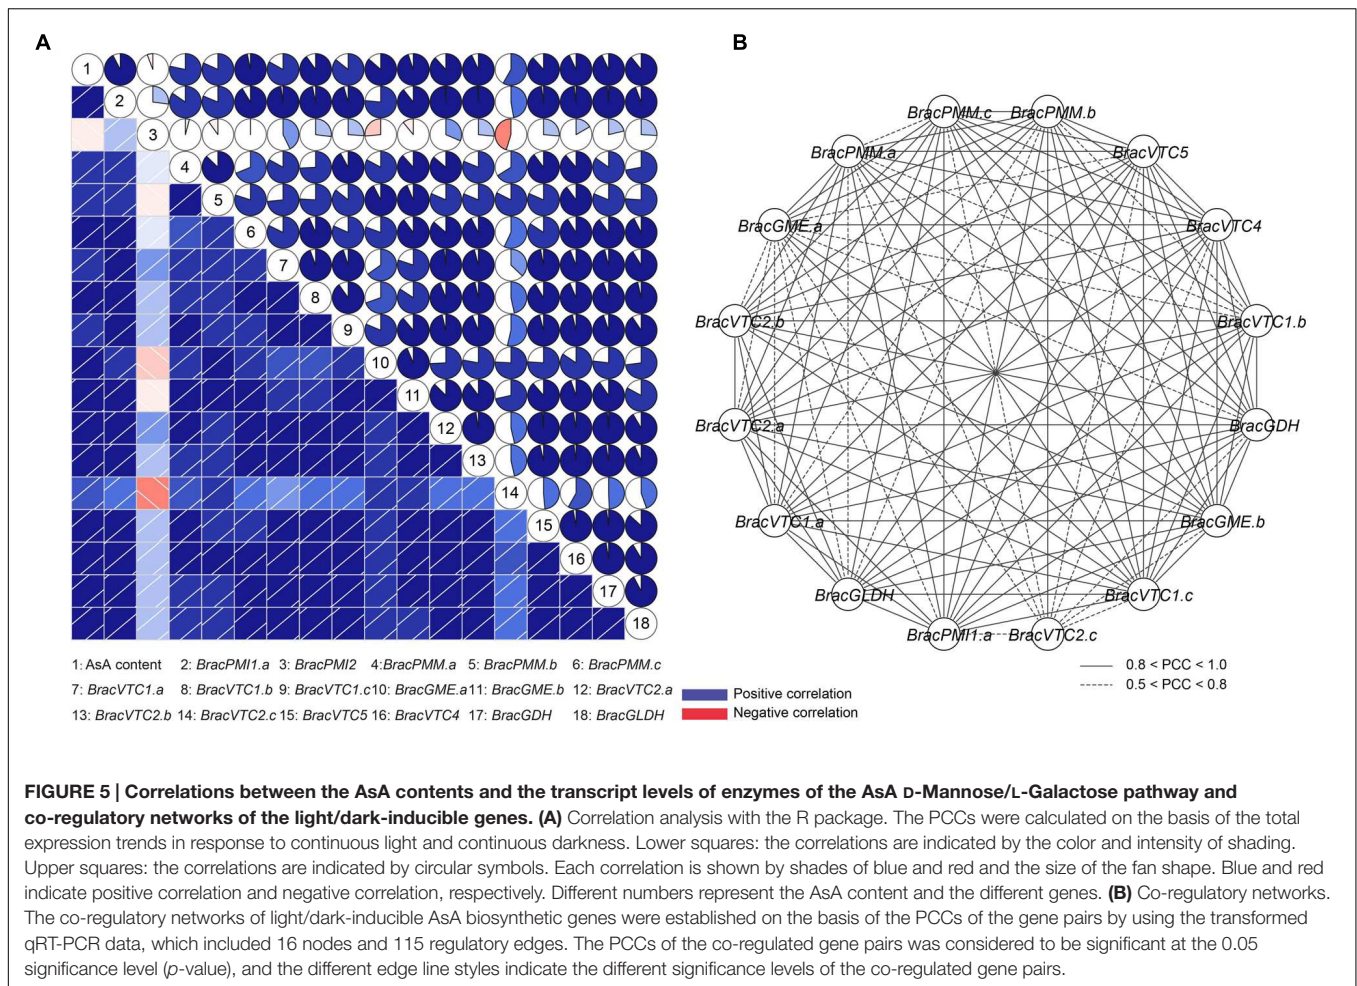 A
B
1
2
3
4
5
6
7
8
9
10
11
12
13
14
15
16
17
18
1: AsA content 2: BracPMI1.a 3: BracPMI2 4:BracPMM.a 5: BracPMM.b 6: BracPMM.c
7: BracVTC1.a 8: BracVTC1.b 9: BracVTC1.c10: BracGME.a11: BracGME.b 12: BracVTC2.a
13: BracVTC2.b 14: BracVTC2.c 15: BracVTC5 16: BracVTC4 17: BracGDH 18: BracGLDH
Positive correlation
Negative correlation
BracPMM.c
BracPMM.b
BracPMM.a
BracVTC5
BracGME.a
BracVTC4
BracVTC2.b
BracVTC1.b
BracVTC2.a
BracGDH
BracVTC1.a
BracGME.b
BracGLDH
BracVTC1.c
BracPMI1.a
BracVTC2.c
0.8 < PCC < 1.0
0.5 < PCC < 0.8
FIGURE 5 | Correlations between the AsA contents and the transcript levels of enzymes of the AsA D-Mannose/L-Galactose pathway and
co-regulatory networks of the light/dark-inducible genes. (A) Correlation analysis with the R package. The PCCs were calculated on the basis of the total
expression trends in response to continuous light and continuous darkness. Lower squares: the correlations are indicated by the color and intensity of shading.
Upper squares: the correlations are indicated by circular symbols. Each correlation is shown by shades of blue and red and the size of the fan shape. Blue and red
indicate positive correlation and negative correlation, respectively. Different numbers represent the AsA content and the different genes. (B) Co-regulatory networks.
The co-regulatory networks of light/dark-inducible AsA biosynthetic genes were established on the basis of the PCCs of the gene pairs by using the transformed
qRT-PCR data, which included 16 nodes and 115 regulatory edges. The PCCs of the co-regulated gene pairs was considered to be significant at the 0.05
significance level (p-value), and the different edge line styles indicate the different significance levels of the co-regulated gene pairs.